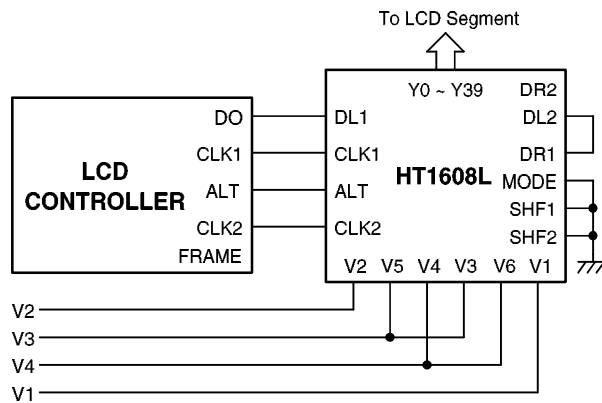 To LCD Segment
Y0 ~ Y39
DR2
DO
DL1
DL2
CLK1
CLK1
DR1
LCD
CONTROLLER
HT1608L
ALT
ALT
MODE
SHF1
CLK2
CLK2
SHF2
FRAME
V2 V5 V4 V3 V6 V1
V2
V3
V4
V1